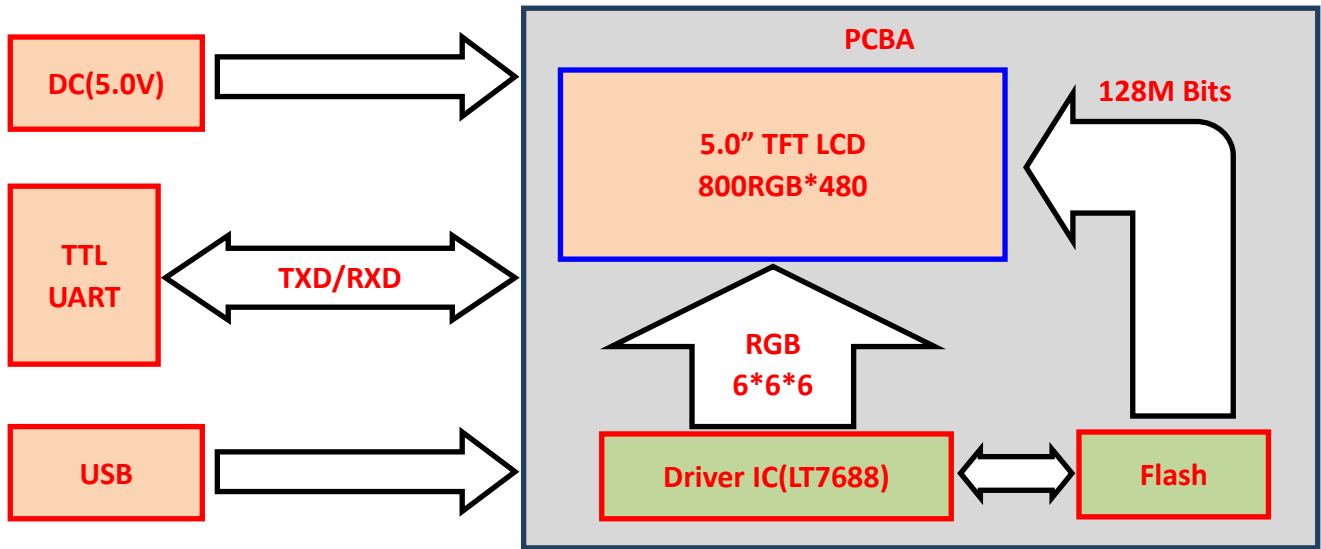 PCBA
DC(5.0V)
128M Bits
5.0” TFT LCD
800RGB*480
TTL
UART
TXD/RXD
RGB
6*6*6
USB
Driver IC(LT7688)
Flash